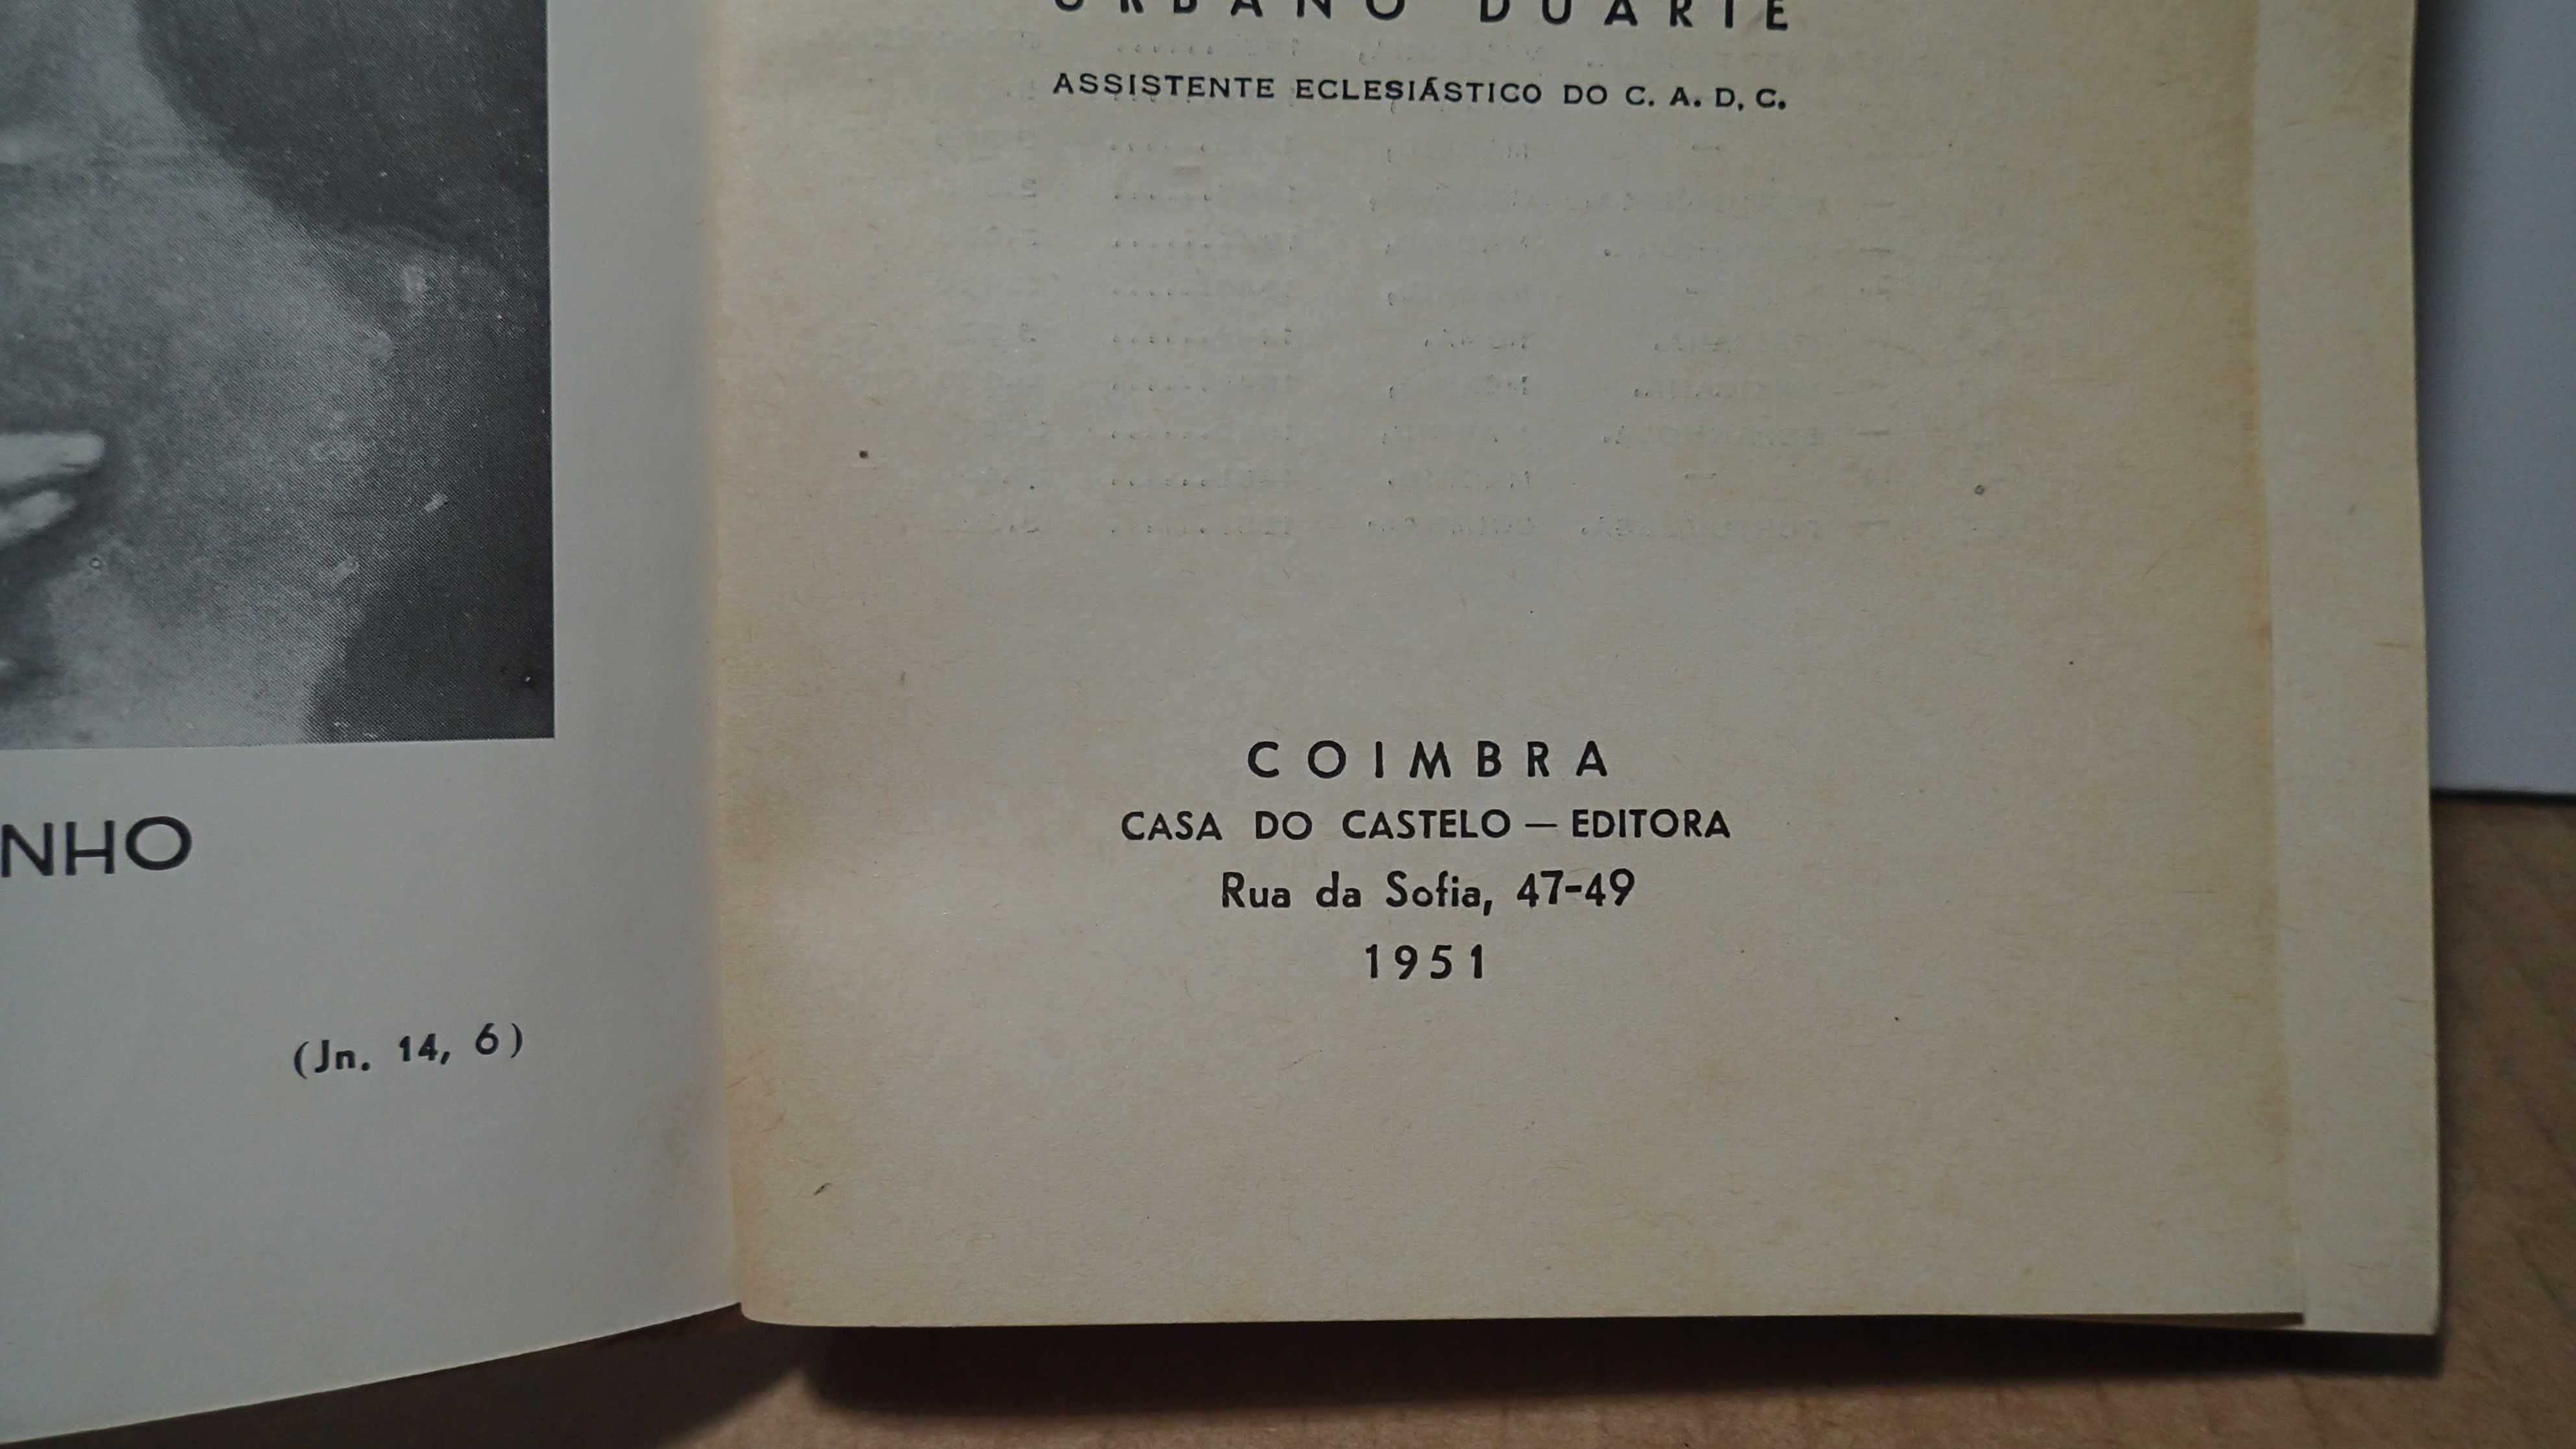 NHO
(Jn. 14, 6)
URBANO DUARTE
ASSISTENTE ECLESIÁSTICO DO C. A. D. C.
COIMBRA
CASA DO CASTELO — EDITORA
Rua da Sofia, 47-49
1951